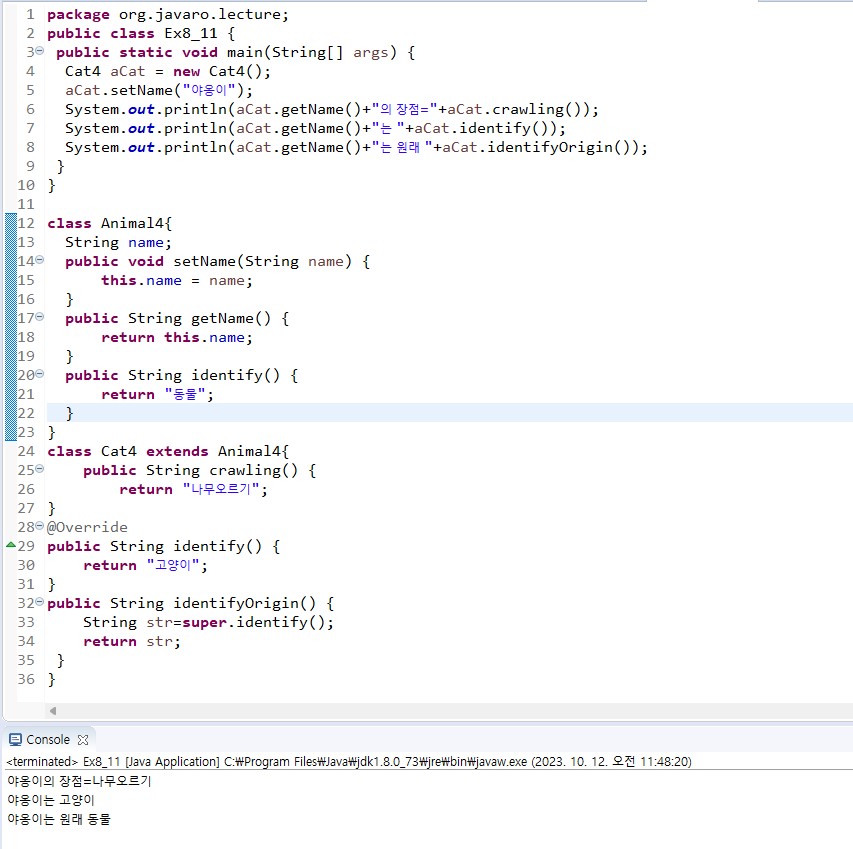 1 package org.javaro.lecture;
2 public class Ex8_11 {
3 public static void main(String[] args) {
4 Cat4 aCat = new Cat4();
5 aCat.setName("야옹이");
6 System.out.println(aCat.getName()+"의 장점="+aCat.crawling());
7 System.out.println(aCat.getName()+"는 "+aCat.identify());
8 System.out.println(aCat.getName()+"는 원래 "+aCat.identifyOrigin());
9 }
10 }
11
12 class Animal4{
13 String name;
14 public void setName(String name) {
15 this.name = name;
16 }
17 public String getName() {
18 return this.name;
19 }
20 public String identify() {
21 return "동물";
22 }
23 }
24 class Cat4 extends Animal4{
25 public String crawling() {
26 return "나무오르기";
27 }
28 @Override
29 public String identify() {
30 return "고양이";
31 }
32 public String identifyOrigin() {
33 String str=super.identify();
34 return str;
35 }
36 }
Console
<terminated> Ex8_11 [Java Application] C:₩Program Files₩Java₩jdk1.8.0_73₩jre₩bin₩javaw.exe (2023. 10. 12. 오전 11:48:20)
야옹이의 장점=나무오르기
야옹이는 고양이
야옹이는 원래 동물